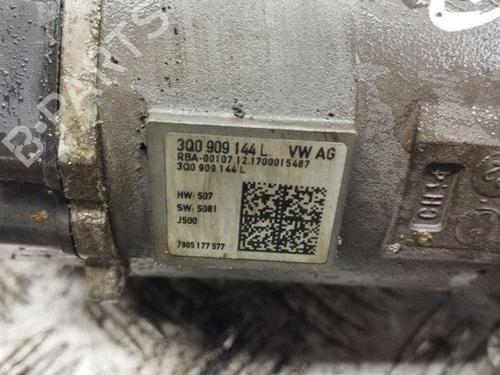 B-PARTS
3Q0 909 144 L. VW AG
RBA-00107.12.1700015487
3Q0 909 144 L
HW: 507
SW: 5081
J500
7805 177 577
CH14